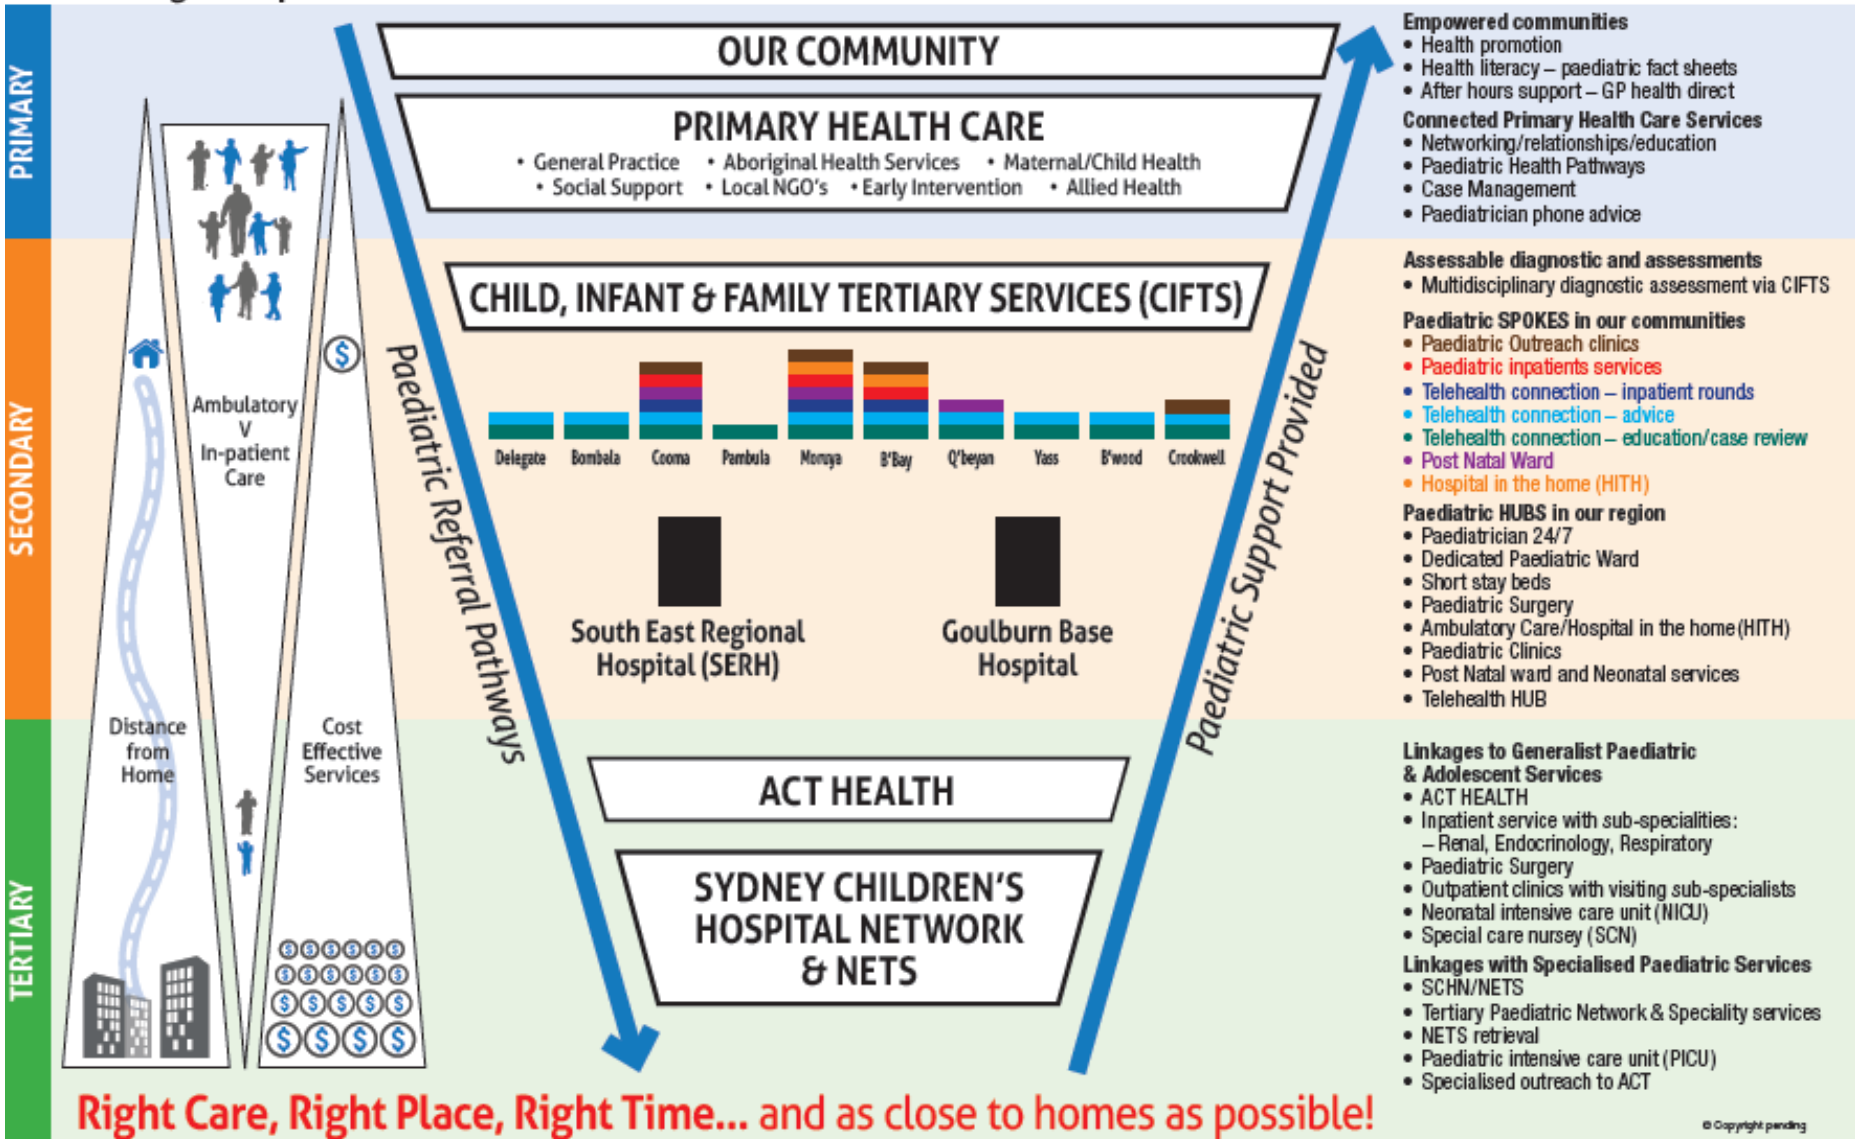 PRIMARY
SECONDARY
TERTIARY
Ambulatory
V
In-patient
Care
Distance
from
Home
Cost
Effective
Services
Paediatric Referral Pathways
OUR COMMUNITY
PRIMARY HEALTH CARE
• General Practice • Aboriginal Health Services • Maternal/Child Health
• Social Support • Local NGO's • Early Intervention • Allied Health
CHILD, INFANT & FAMILY TERTIARY SERVICES (CIFTS)
Delegate Bombala Cooma Pambula Moruya B'Bay Q'beyan Yass B'wood Crookwell
South East Regional
Hospital (SERH)
Goulburn Base
Hospital
ACT HEALTH
SYDNEY CHILDREN'S
HOSPITAL NETWORK
& NETS
Paediatric Support Provided
Empowered communities
• Health promotion
• Health literacy – paediatric fact sheets
• After hours support – GP health direct
Connected Primary Health Care Services
• Networking/relationships/education
• Paediatric Health Pathways
• Case Management
• Paediatrician phone advice
Assessable diagnostic and assessments
• Multidisciplinary diagnostic assessment via CIFTS
Paediatric SPOKES in our communities
• Paediatric Outreach clinics
• Paediatric inpatients services
• Telehealth connection – inpatient rounds
• Telehealth connection – advice
• Telehealth connection – education/case review
• Post Natal Ward
• Hospital in the home (HITH)
Paediatric HUBS in our region
• Paediatrician 24/7
• Dedicated Paediatric Ward
• Short stay beds
• Paediatric Surgery
• Ambulatory Care/Hospital in the home (HITH)
• Paediatric Clinics
• Post Natal ward and Neonatal services
• Telehealth HUB
Linkages to Generalist Paediatric
& Adolescent Services
• ACT HEALTH
• Inpatient service with sub-specialities:
– Renal, Endocrinology, Respiratory
• Paediatric Surgery
• Outpatient clinics with visiting sub-specialists
• Neonatal intensive care unit (NICU)
• Special care nursey (SCN)
Linkages with Specialised Paediatric Services
• SCHN/NETS
• Tertiary Paediatric Network & Speciality services
• NETS retrieval
• Paediatric intensive care unit (PICU)
• Specialised outreach to ACT
Right Care, Right Place, Right Time... and as close to homes as possible!
© Copyright pending